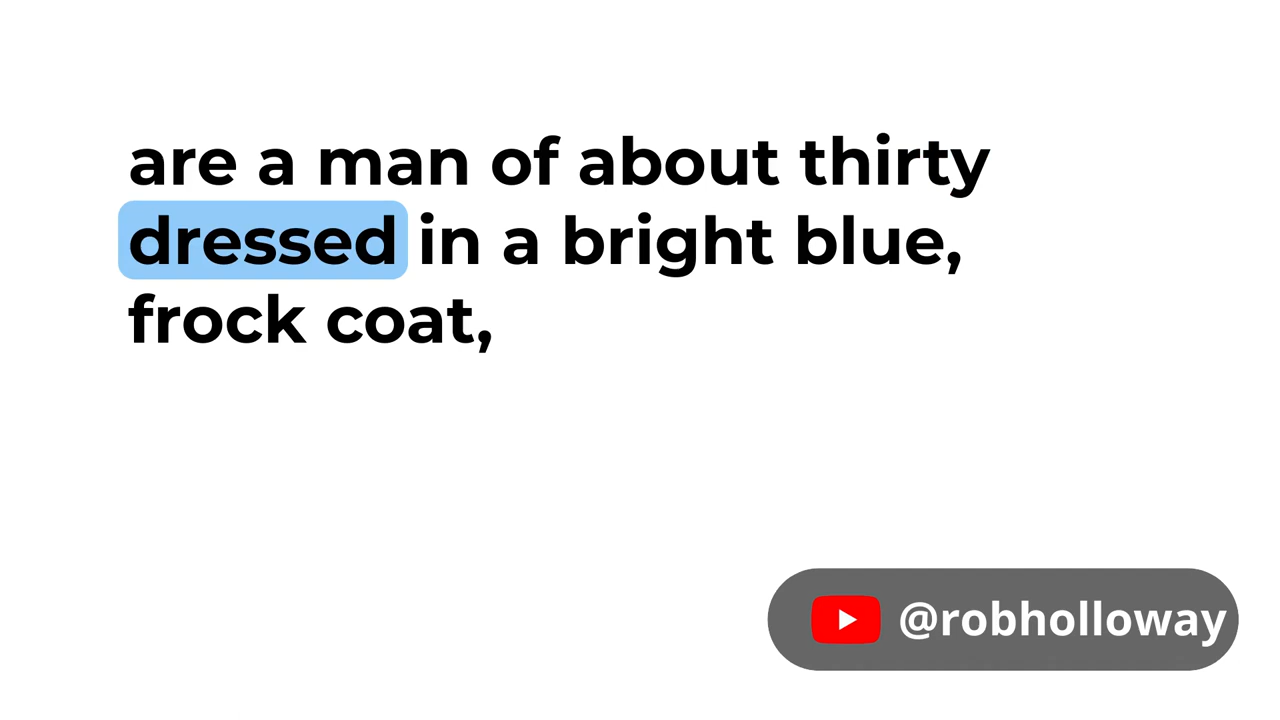 are a man of about thirty
dressed in a bright blue,
frock coat,
@robholloway